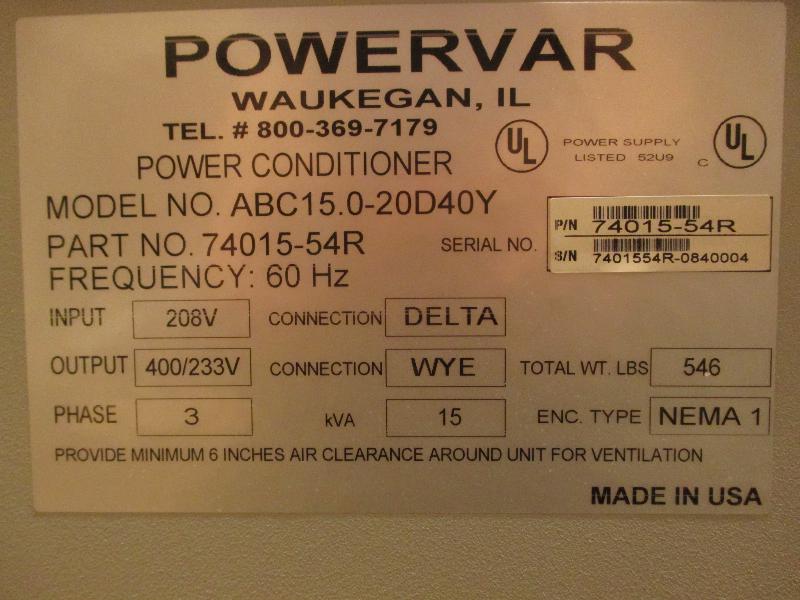 POWERVAR
WAUKEGAN, IL
TEL. # 800-369-7179
UL POWER SUPPLY LISTED 52U9 C UL
POWER CONDITIONER
MODEL NO. ABC15.0-20D40Y
PART NO. 74015-54R SERIAL NO.
P/N 74015-54R
S/N 7401554R-0840004
FREQUENCY: 60 Hz
INPUT 208V CONNECTION DELTA
OUTPUT 400/233V CONNECTION WYE TOTAL WT. LBS 546
PHASE 3 kVA 15 ENC. TYPE NEMA 1
PROVIDE MINIMUM 6 INCHES AIR CLEARANCE AROUND UNIT FOR VENTILATION
MADE IN USA